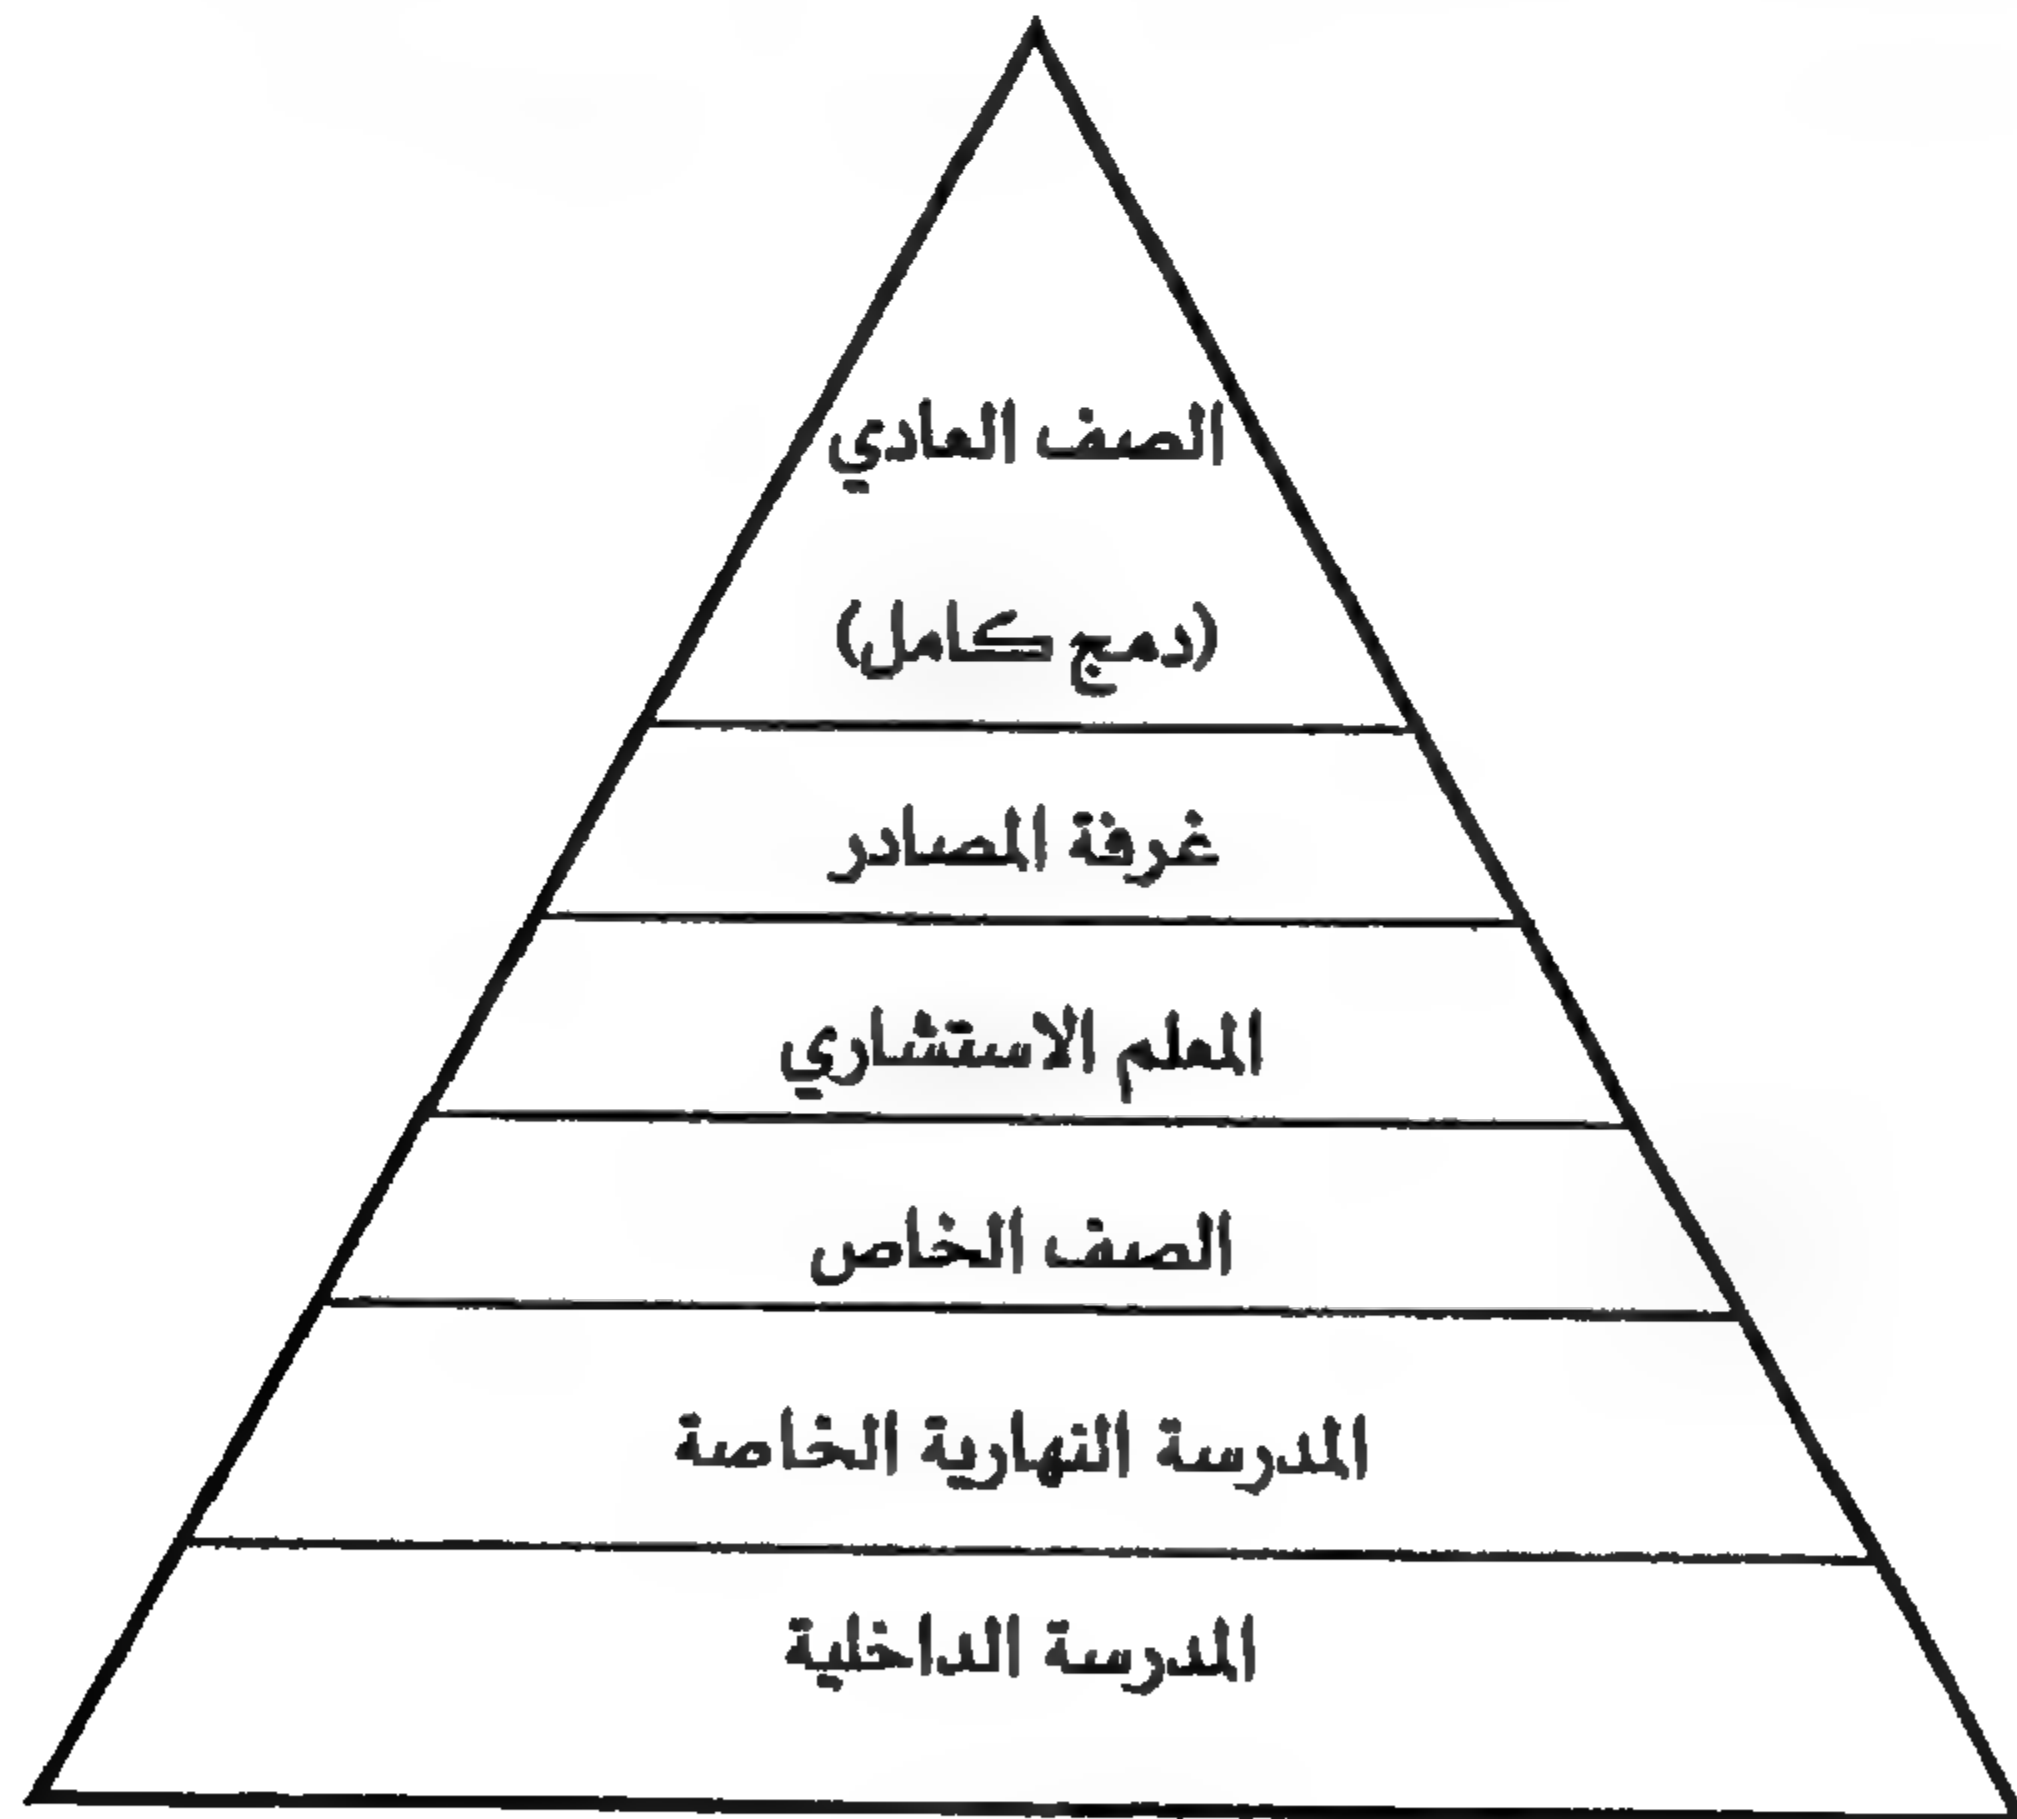 الصف العادي
(دمج كامل)
غرفة المصادر
المعلم الاستشاري
الصف الخاص
المدرسة النهارية الخاصة
المدرسة الداخلية